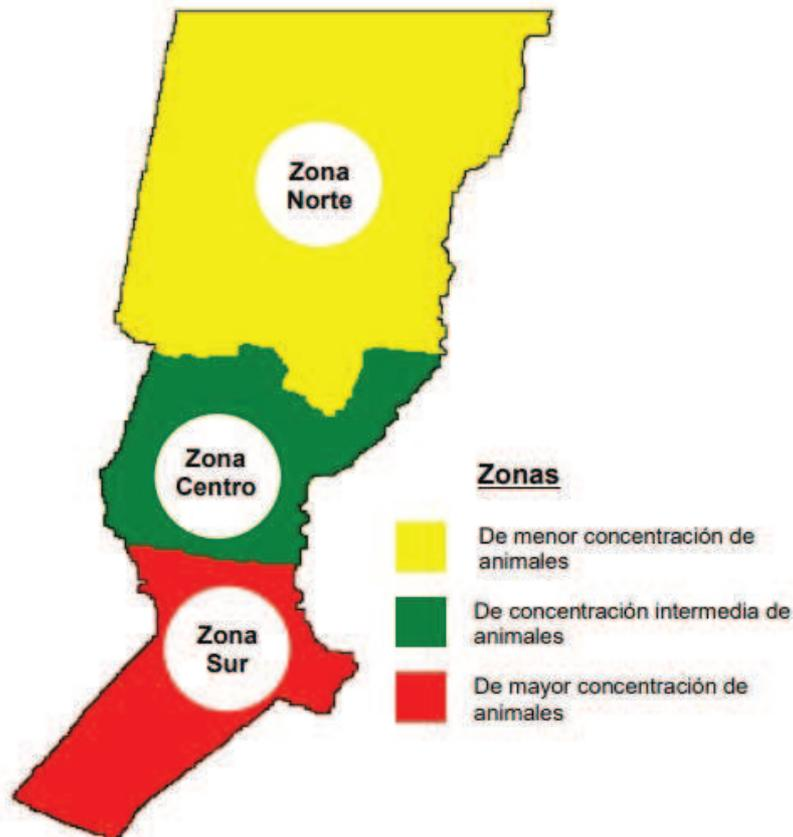 Zona
Norte
Zona
Centro
Zona
Sur
Zonas
De menor concentración de
animales
De concentración intermedia de
animales
De mayor concentración de
animales